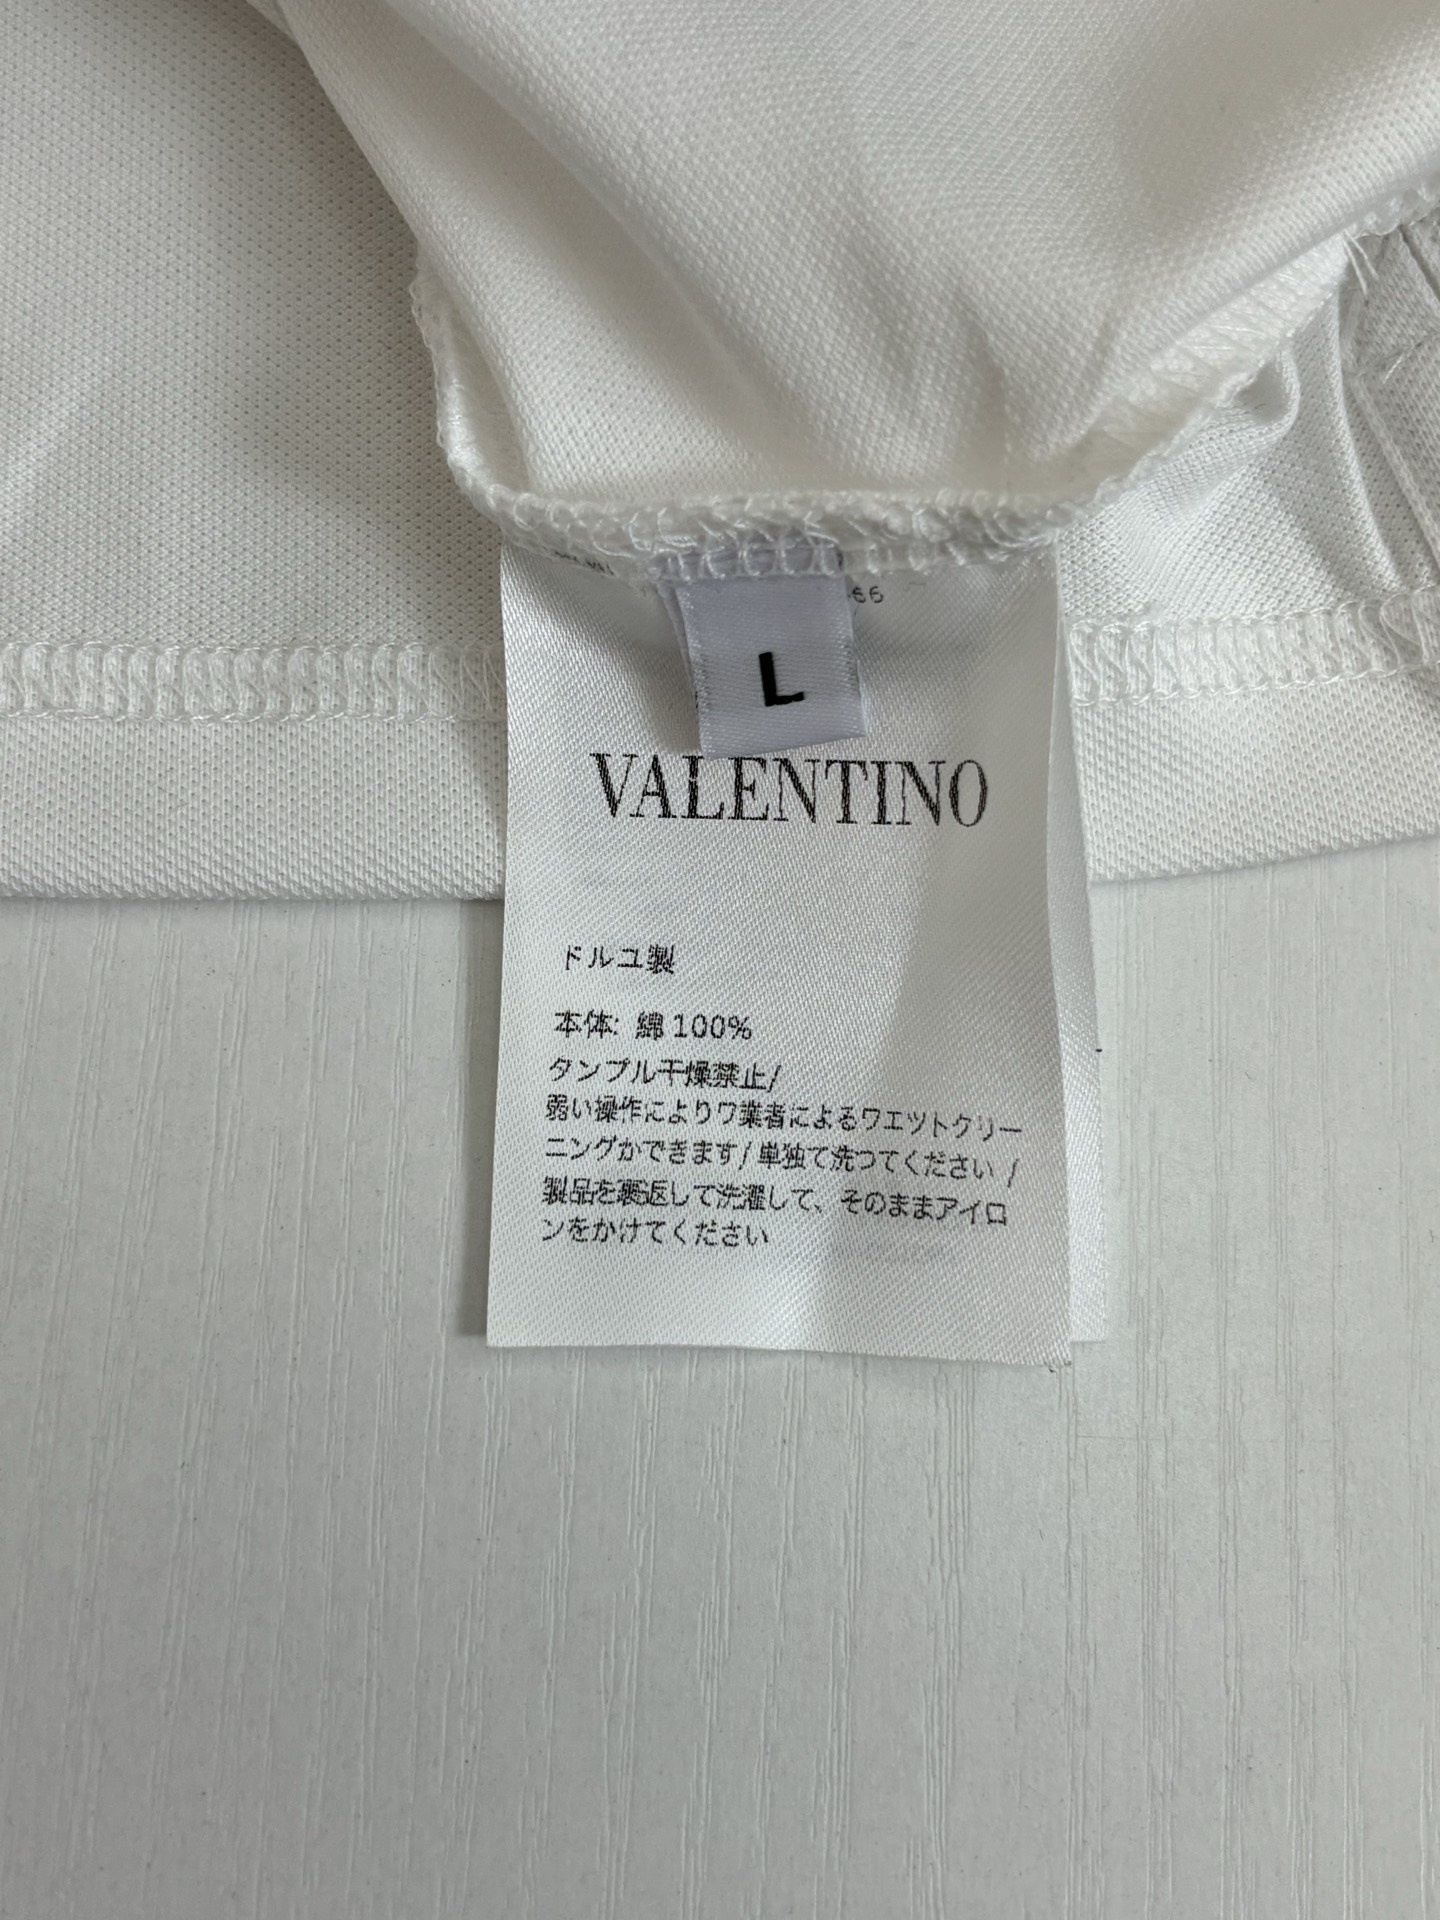 66
L
VALENTINO
ドルユ製
本体: 綿 100%
タンプル干燥禁止/
弱い操作によりワ業者によるワエツトクリー
ニングかできます/ 単独て洗つてください /
製品を裏返して洗濯して、そのままアイロ
ンをかけてください